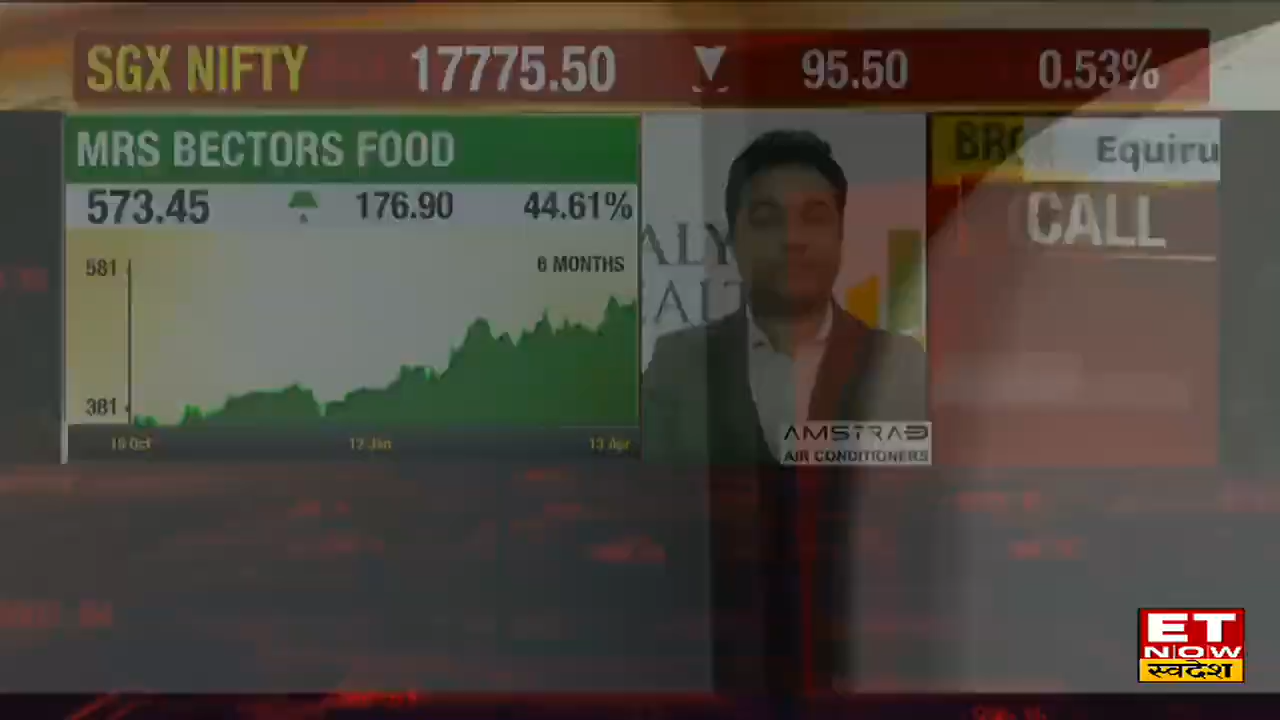 SGX NIFTY 17775.50 ▼ 95.50 0.53%
MRS BECTORS FOOD
573.45 ▲ 176.90 44.61%
6 MONTHS
581
381
12 Jan
13 Apr
Equiru
CALL
AMSTRAD
AIR CONDITIONERS
ET
NOW
स्वदेश